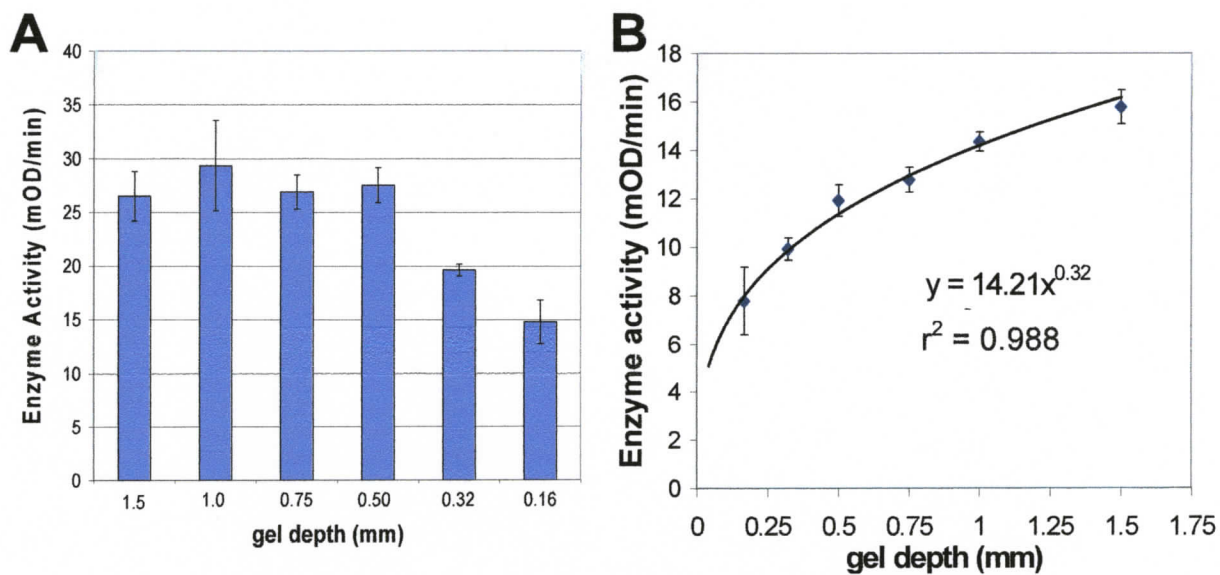 A
Enzyme Activity (mOD/min)
40
35
30
25
20
15
10
5
0
1.5 1.0 0.75 0.50 0.32 0.16
gel depth (mm)
B
Enzyme activity (mOD/min)
18
16
14
12
10
8
6
4
2
0
y = 14.21x^0.32
r² = 0.988
0 0.25 0.5 0.75 1 1.25 1.5 1.75
gel depth (mm)